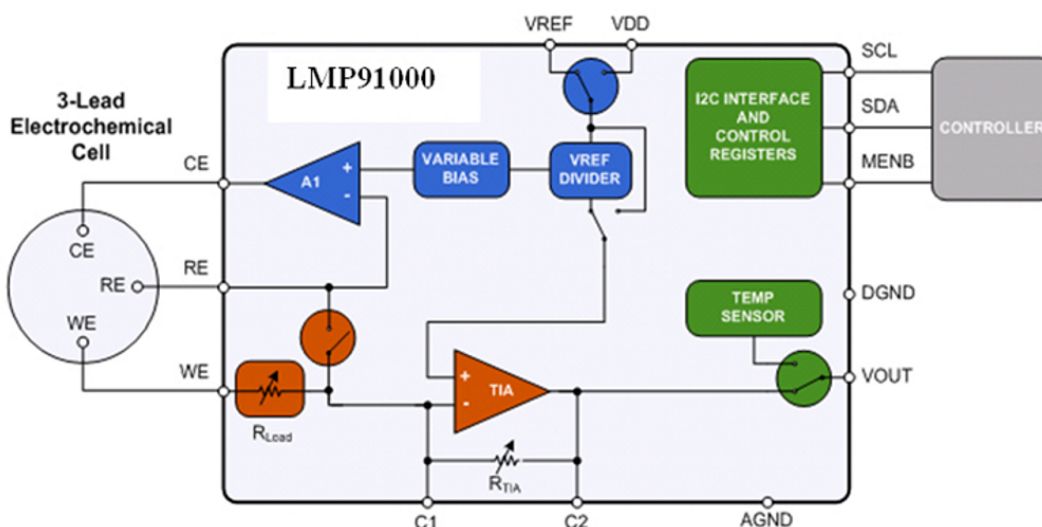 VREF
VDD
LMP91000
3-Lead
Electrochemical
Cell
SCL
SDA
MENB
I2C INTERFACE
AND
CONTROL
REGISTERS
CONTROLLER
CE
A1
+
-
VARIABLE
BIAS
VREF
DIVIDER
CE
RE
RE
WE
TEMP
SENSOR
DGND
WE
+
-
TIA
VOUT
RLoad
RTIA
C1
C2
AGND